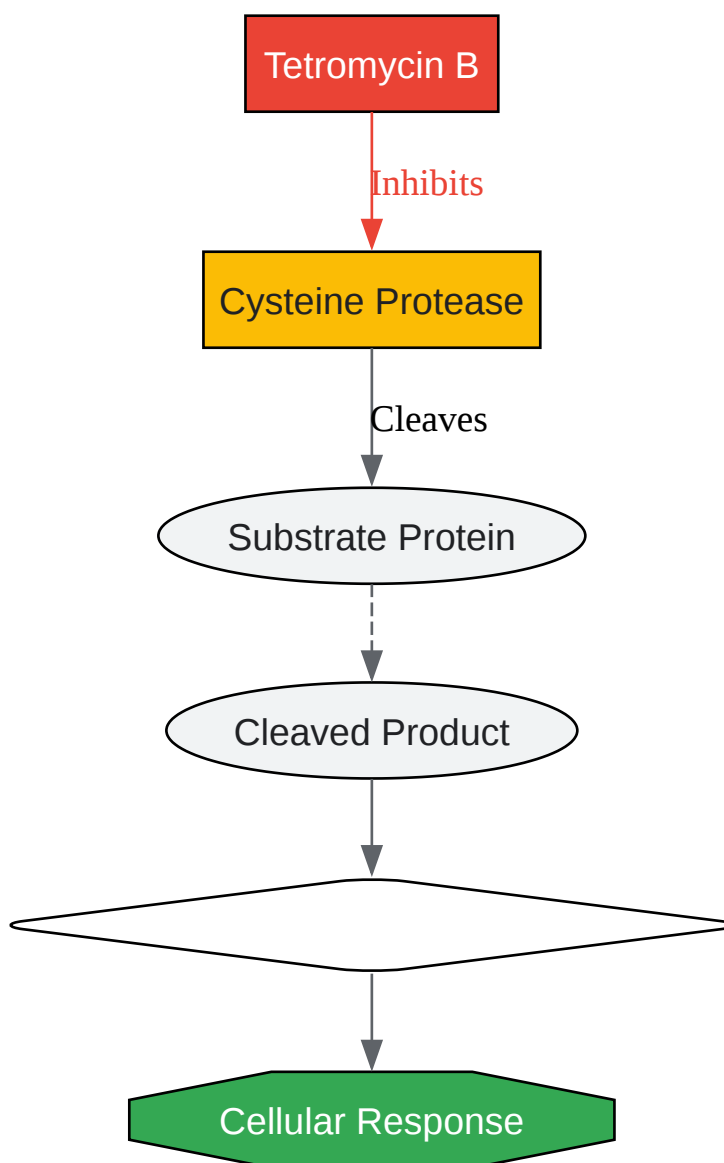 Tetromycin B
Inhibits
Cysteine Protease
Cleaves
Substrate Protein
Cleaved Product
Cellular Response